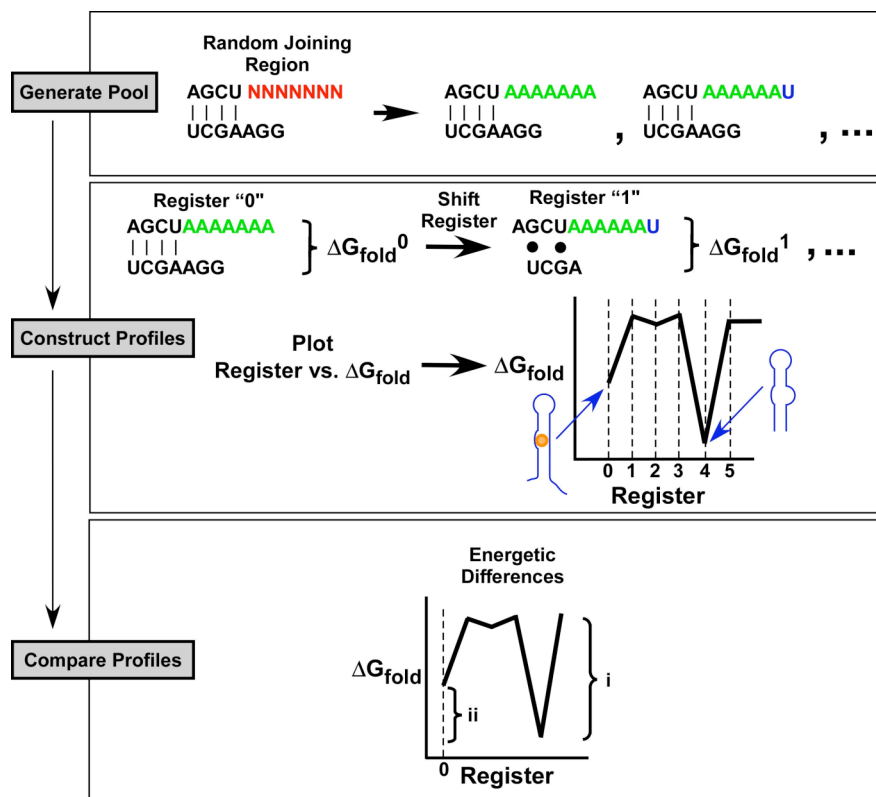 Generate Pool
Random Joining
Region
AGCU NNNNNNN
UCGAAGG
AGCU AAAAAAA
UCGAAGG
,
AGCU AAAAAAU
UCGAAGG
, ...
Construct Profiles
Register “0"
AGCUAAAAAAA
UCGAAGG
ΔGfold⁰
Shift
Register
Register “1"
AGCUAAAAAAU
UCGA
ΔGfold¹
, ...
Plot
Register vs. ΔGfold
ΔGfold
0 1 2 3 4 5
Register
Compare Profiles
Energetic
Differences
ΔGfold
i
ii
0
Register